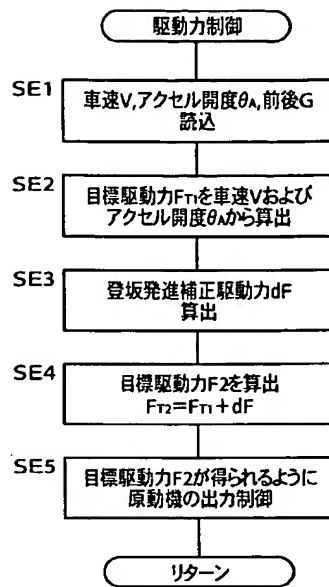 駆動力制御
SE1
車速V,アクセル開度θA,前後G
読込
SE2
目標駆動力FT1を車速Vおよび
アクセル開度θAから算出
SE3
登坂発進補正駆動力dF
算出
SE4
目標駆動力F2を算出
FT2=FT1+dF
SE5
目標駆動力F2が得られるように
原動機の出力制御
リターン